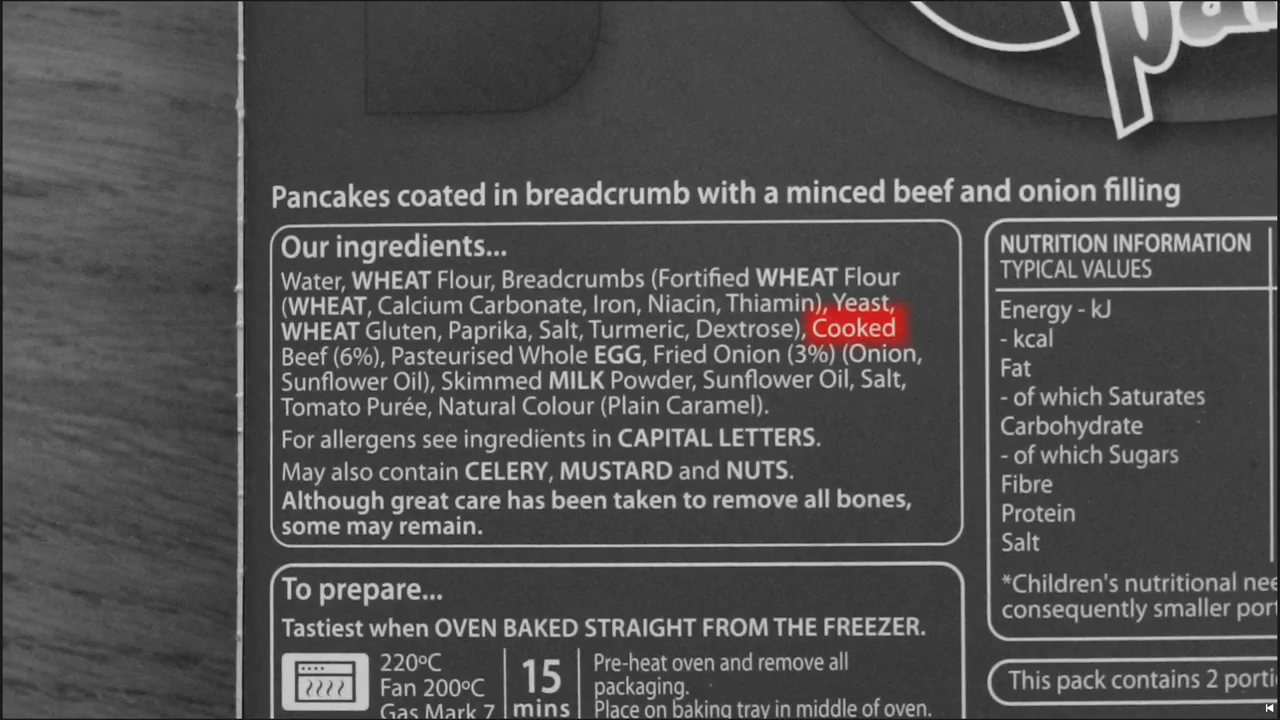 Pancakes coated in breadcrumb with a minced beef and onion filling
Our ingredients...
Water, WHEAT Flour, Breadcrumbs (Fortified WHEAT Flour
(WHEAT, Calcium Carbonate, Iron, Niacin, Thiamin), Yeast,
WHEAT Gluten, Paprika, Salt, Turmeric, Dextrose), Cooked
Beef (6%), Pasteurised Whole EGG, Fried Onion (3%) (Onion,
Sunflower Oil), Skimmed MILK Powder, Sunflower Oil, Salt,
Tomato Purée, Natural Colour (Plain Caramel).
For allergens see ingredients in CAPITAL LETTERS.
May also contain CELERY, MUSTARD and NUTS.
Although great care has been taken to remove all bones,
some may remain.
To prepare...
Tastiest when OVEN BAKED STRAIGHT FROM THE FREEZER.
220ºC
Fan 200ºC
Gas Mark 7
15
mins
Pre-heat oven and remove all
packaging.
Place on baking tray in middle of oven.
NUTRITION INFORMATION
TYPICAL VALUES
Energy - kJ
- kcal
Fat
- of which Saturates
Carbohydrate
- of which Sugars
Fibre
Protein
Salt
*Children's nutritional
consequently smaller
This pack contains 2